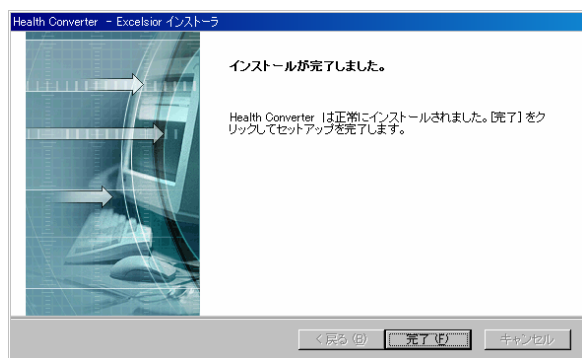 Health Converter － Excelsior インストーラ
インストールが完了しました。
Health Converter は正常にインストールされました。[完了] をク
リックしてセットアップを完了します。
< 戻る (B)
完了 (F)
キャンセル